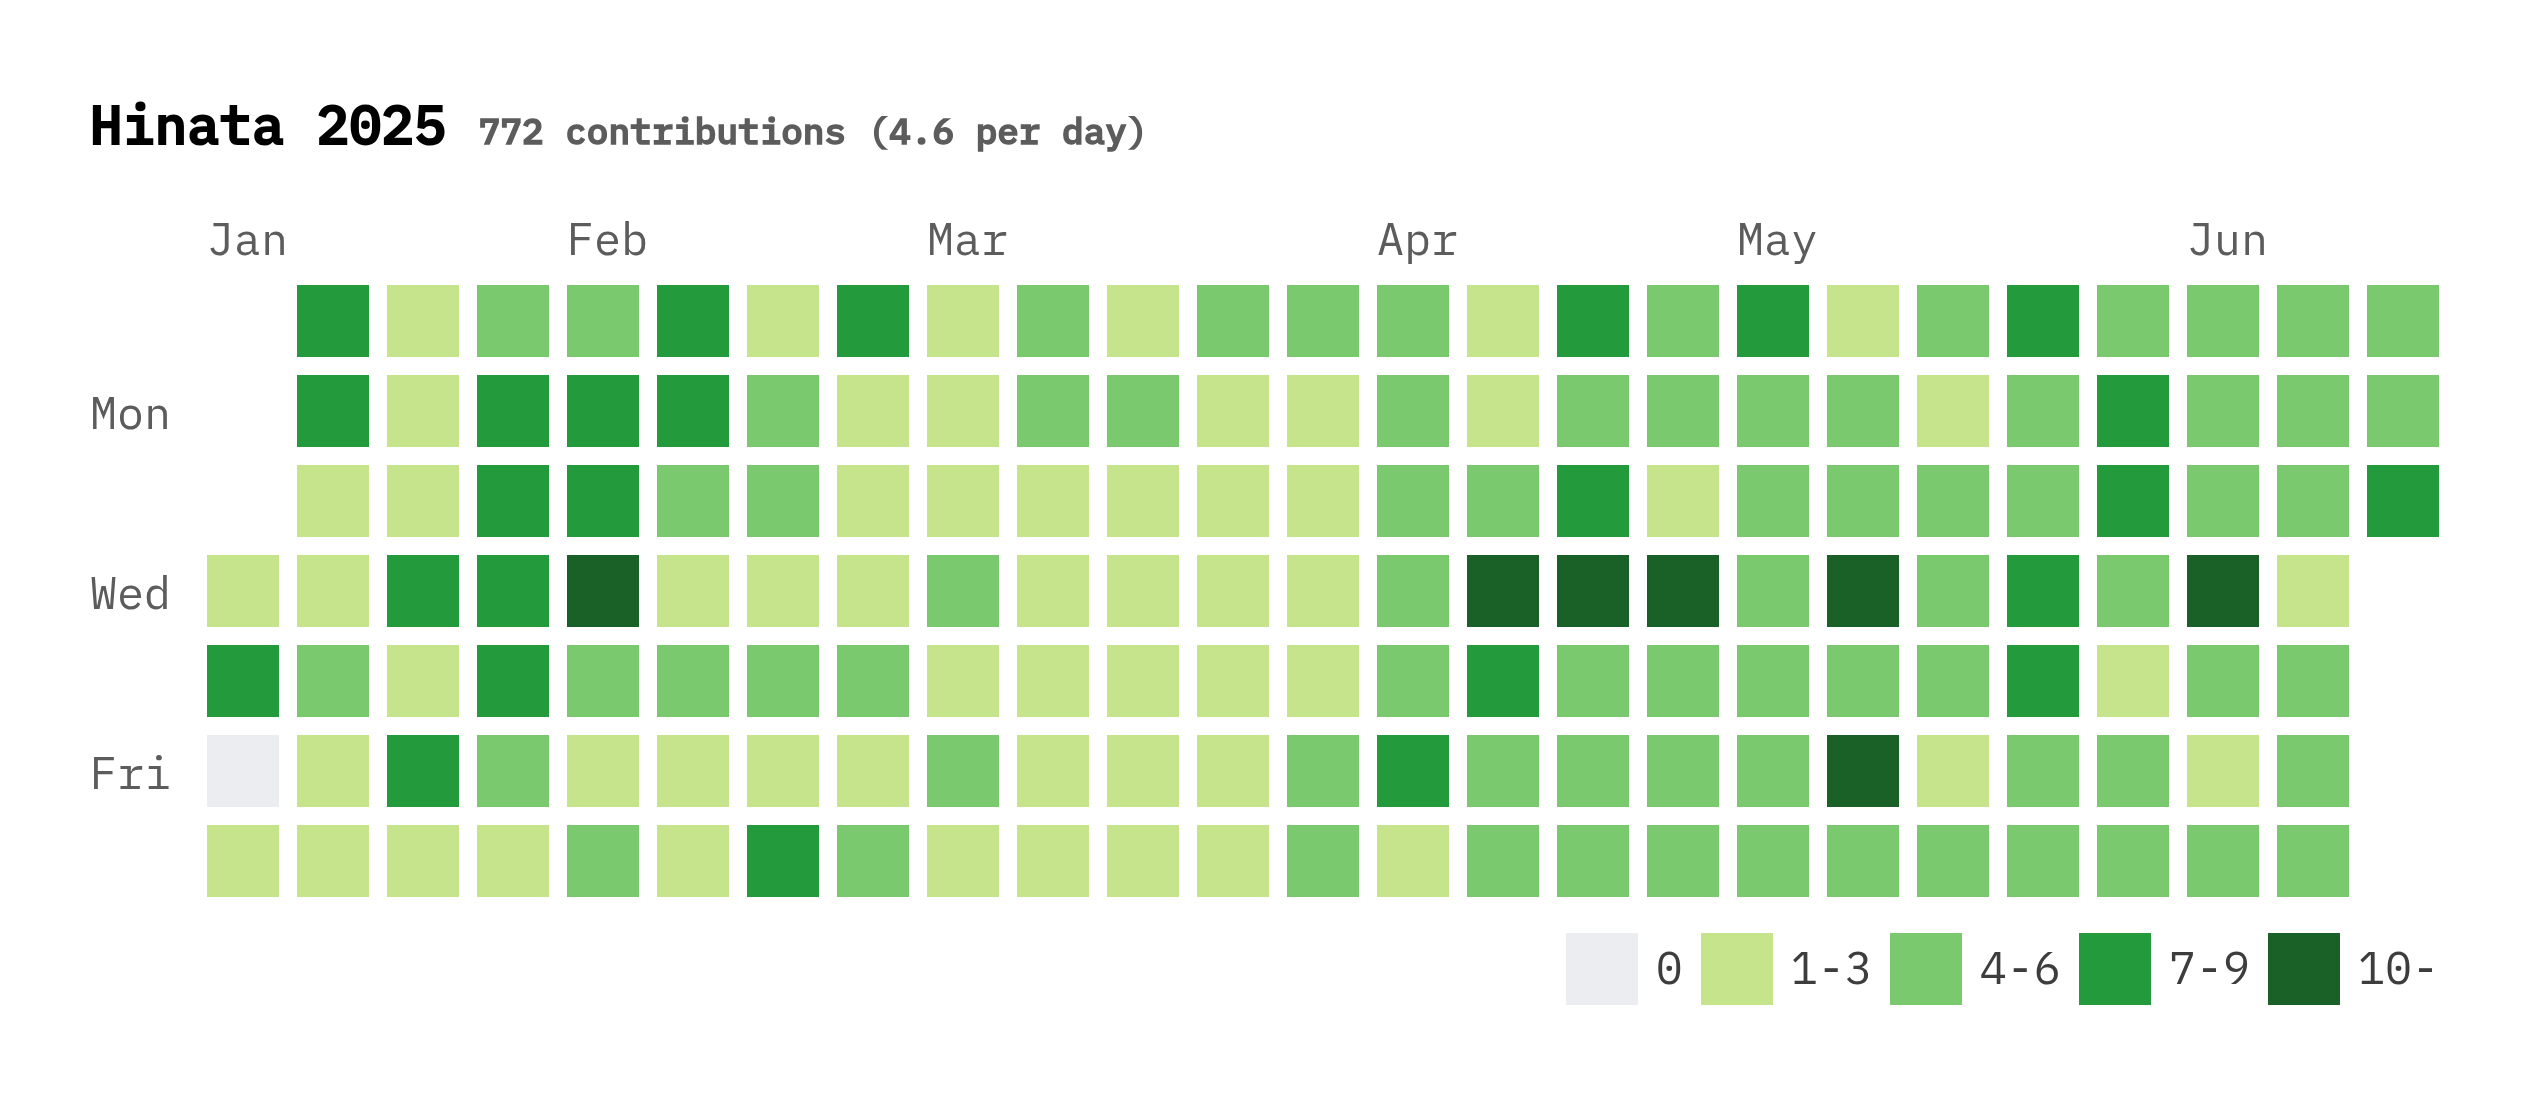 Hinata 2025 772 contributions (4.6 per day)
Jan Feb Mar Apr May Jun
Mon
Wed
Fri
0 1-3 4-6 7-9 10-